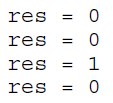 res = 0
res = 0
res = 1
res = 0